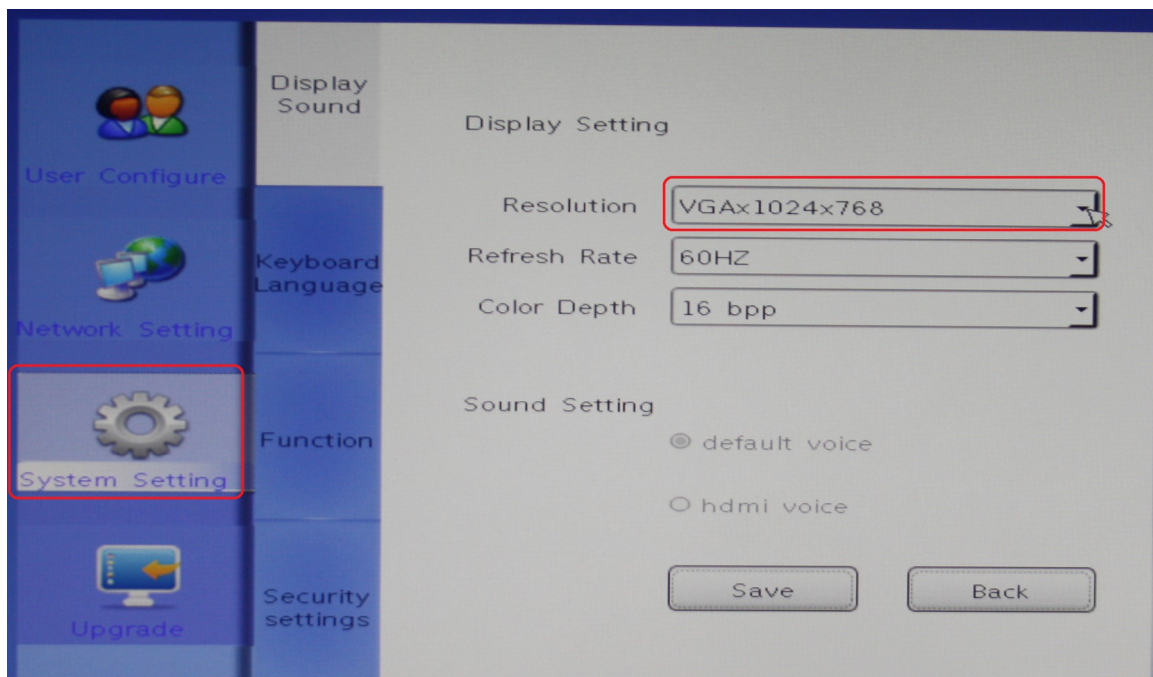 User Configure
Network Setting
System Setting
Upgrade
Display
Sound
Keyboard
Language
Function
Security
settings
Display Setting
Resolution VGAx1024x768
Refresh Rate 60HZ
Color Depth 16 bpp
Sound Setting
default voice
hdmi voice
Save Back